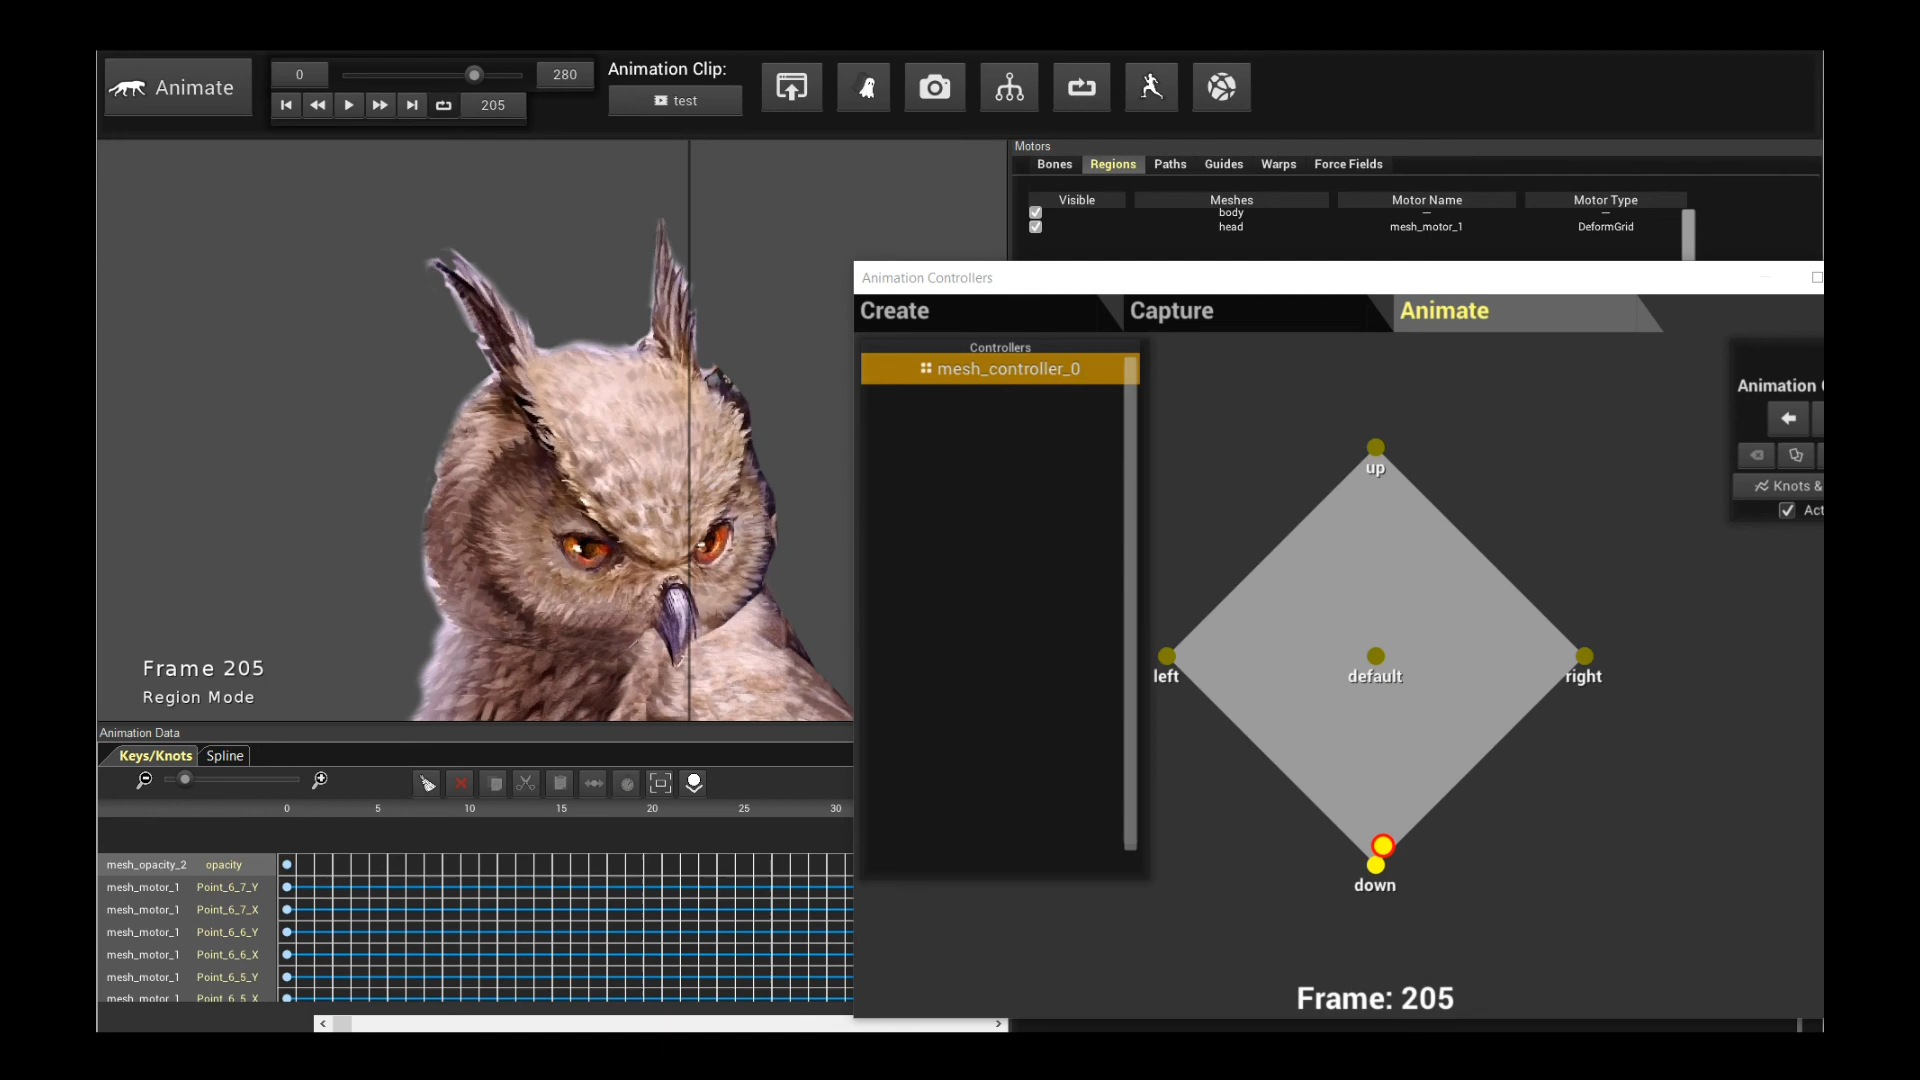 Animate
0
280
205
Animation Clip:
test
Motors
Bones Regions Paths Guides Warps Force Fields
Visible Meshes Motor Name Motor Type
body — —
head mesh_motor_1 DeformGrid
Frame 205
Region Mode
Animation Controllers
Create Capture Animate
Controllers
mesh_controller_0
up
left
default
right
down
Frame: 205
Animation
Knots &
Act
Animation Data
Keys/Knots Spline
0 5 10 15 20 25 30
mesh_opacity_2 opacity
mesh_motor_1 Point_6_7_Y
mesh_motor_1 Point_6_7_X
mesh_motor_1 Point_6_6_Y
mesh_motor_1 Point_6_6_X
mesh_motor_1 Point_6_5_Y
mesh_motor_1 Point_6_5_X